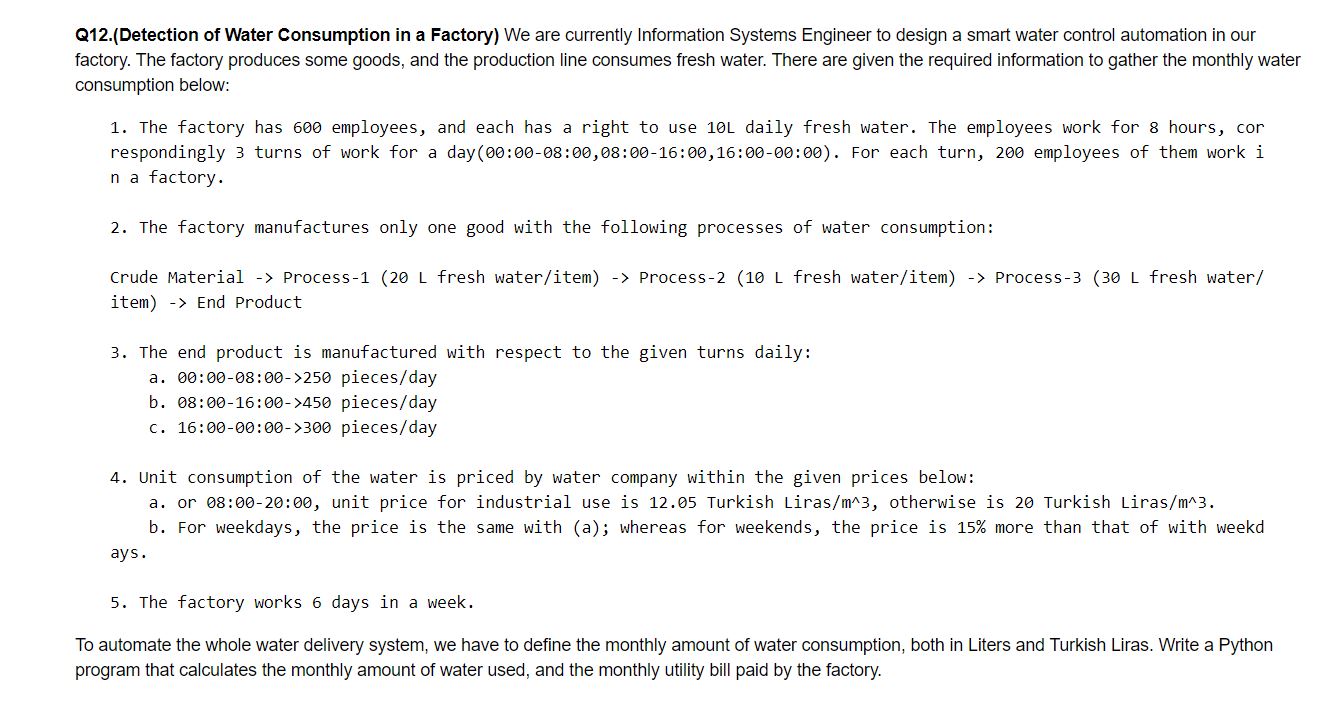 Q12.(Detection of Water Consumption in a Factory) We are currently Information Systems Engineer to design a smart water control automation in our
factory. The factory produces some goods, and the production line consumes fresh water. There are given the required information to gather the monthly water
consumption below:
1. The factory has 600 employees, and each has a right to use 10L daily fresh water. The employees work for 8 hours, cor
respondingly 3 turns of work for a day(00:00-08:00,08:00-16:00,16:00-00:00). For each turn, 200 employees of them work i
n a factory.
2. The factory manufactures only one good with the following processes of water consumption:
Crude Material -> Process-1 (20 L fresh water/item) -> Process-2 (10 L fresh water/item) -> Process-3 (30 L fresh water/
item) -> End Product
3. The end product is manufactured with respect to the given turns daily:
a. 00:00-08:00->250 pieces/day
b. 08:00-16:00->450 pieces/day
c. 16:00-00:00->300 pieces/day
4. Unit consumption of the water is priced by water company within the given prices below:
a. or 08:00-20:00, unit price for industrial use is 12.05 Turkish Liras/m^3, otherwise is 20 Turkish Liras/m^3.
b. For weekdays, the price is the same with (a); whereas for weekends, the price is 15% more than that of with weekd
ays.
5. The factory works 6 days in a week.
To automate the whole water delivery system, we have to define the monthly amount of water consumption, both in Liters and Turkish Liras. Write a Python
program that calculates the monthly amount of water used, and the monthly utility bill paid by the factory.